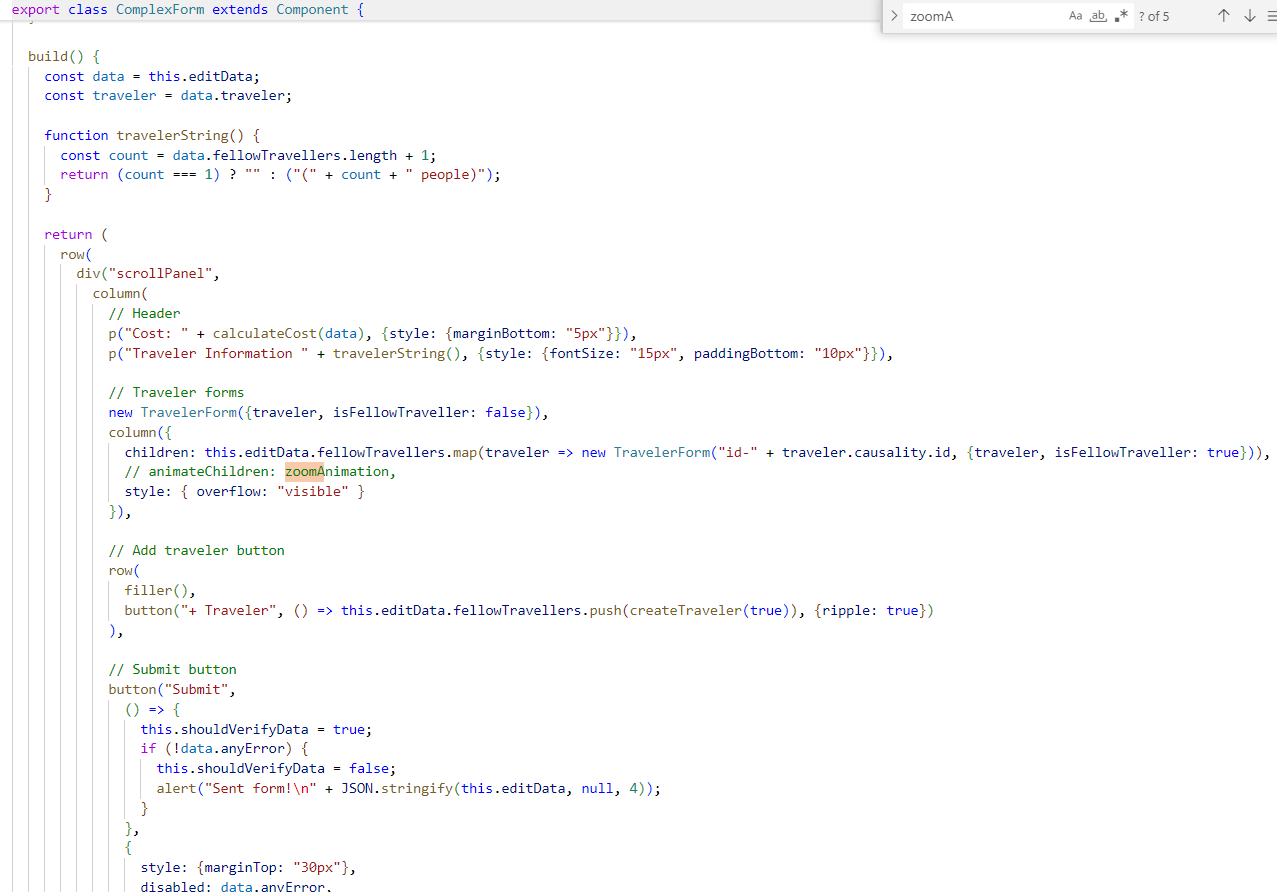 export class ComplexForm extends Component {
zoomA
Aa ab .* ? of 5
build() {
const data = this.editData;
const traveler = data.traveler;
function travelerString() {
const count = data.fellowTravellers.length + 1;
return (count === 1) ? "" : ("(" + count + " people)");
}
return (
row(
div("scrollPanel",
column(
// Header
p("Cost: " + calculateCost(data), {style: {marginBottom: "5px"}}),
p("Traveler Information " + travelerString(), {style: {fontSize: "15px", paddingBottom: "10px"}}),
// Traveler forms
new TravelerForm({traveler, isFellowTraveller: false}),
column({
children: this.editData.fellowTravellers.map(traveler => new TravelerForm("id-" + traveler.causality.id, {traveler, isFellowTraveller: true})),
// animateChildren: zoomAnimation,
style: { overflow: "visible" }
}),
// Add traveler button
row(
filler(),
button("+ Traveler", () => this.editData.fellowTravellers.push(createTraveler(true)), {ripple: true})
),
// Submit button
button("Submit",
() => {
this.shouldVerifyData = true;
if (!data.anyError) {
this.shouldVerifyData = false;
alert("Sent form!\n" + JSON.stringify(this.editData, null, 4));
}
},
{
style: {marginTop: "30px"},
disabled: data.anyError,